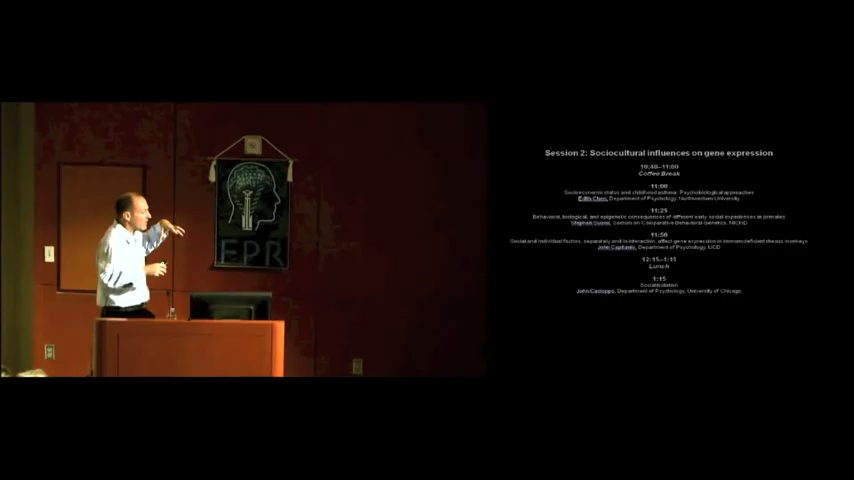 FPR
Session 2: Sociocultural influences on gene expression
10:40–11:00
Coffee Break
11:00
Socioeconomic status and childhood asthma: Psychobiological approaches
Edith Chen, Department of Psychology, Northwestern University
11:25
Behavioral, biological, and epigenetic consequences of different early social experiences in primates
Stephen Suomi, Section on Comparative Behavioral Genetics, NICHD
11:50
Social and individual factors, separately and in interaction, affect gene expression in immunodeficient rhesus monkeys
John Capitanio, Department of Psychology, UCD
12:15–1:15
Lunch
1:15
Social isolation
John Cacioppo, Department of Psychology, University of Chicago